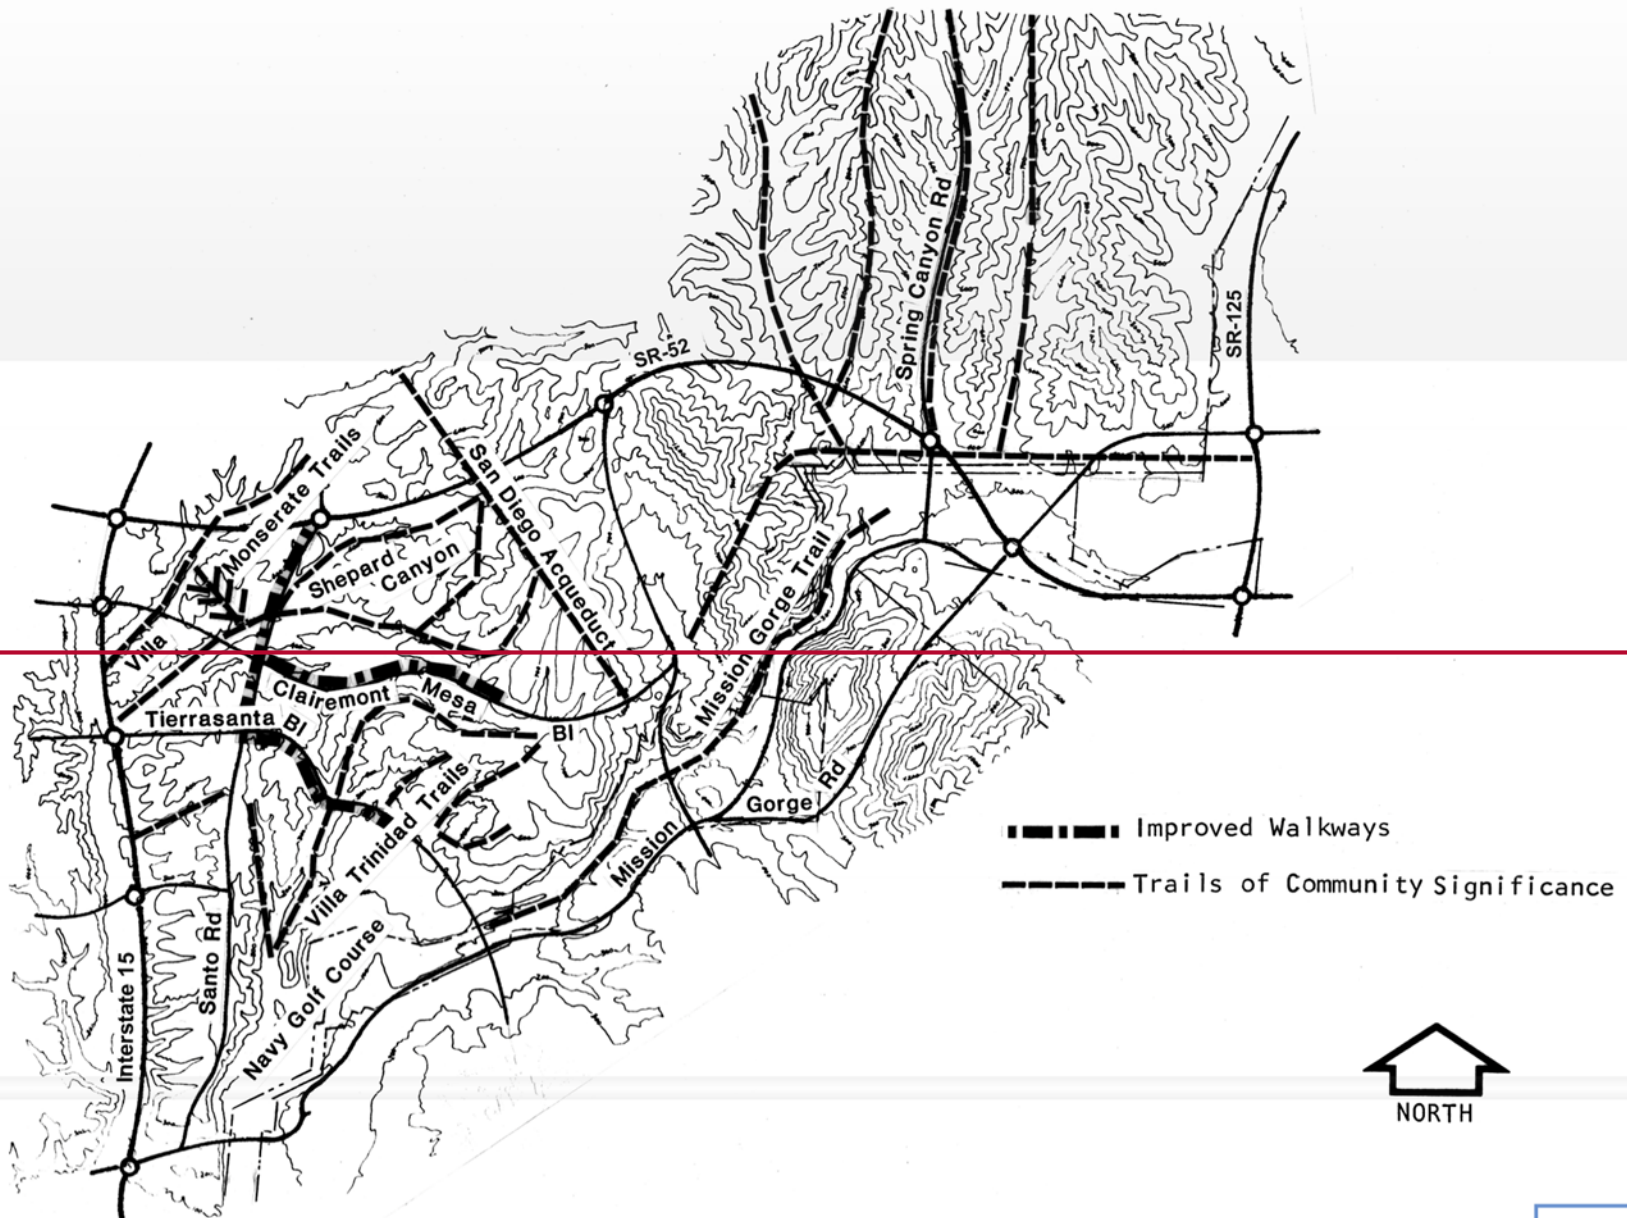 SR-52
Spring Canyon Rd
SR-125
Monserate Trails
San Diego Acqueduct
Shepard
Canyon
Mission Gorge Trail
Villa
Clairemont
Mesa
Bl
Tierrasanta
Bl
Villa Trinidad Trails
Gorge
Rd
Mission
Improved Walkways
Trails of Community Significance
Santo Rd
Interstate 15
Navy Golf Course
NORTH